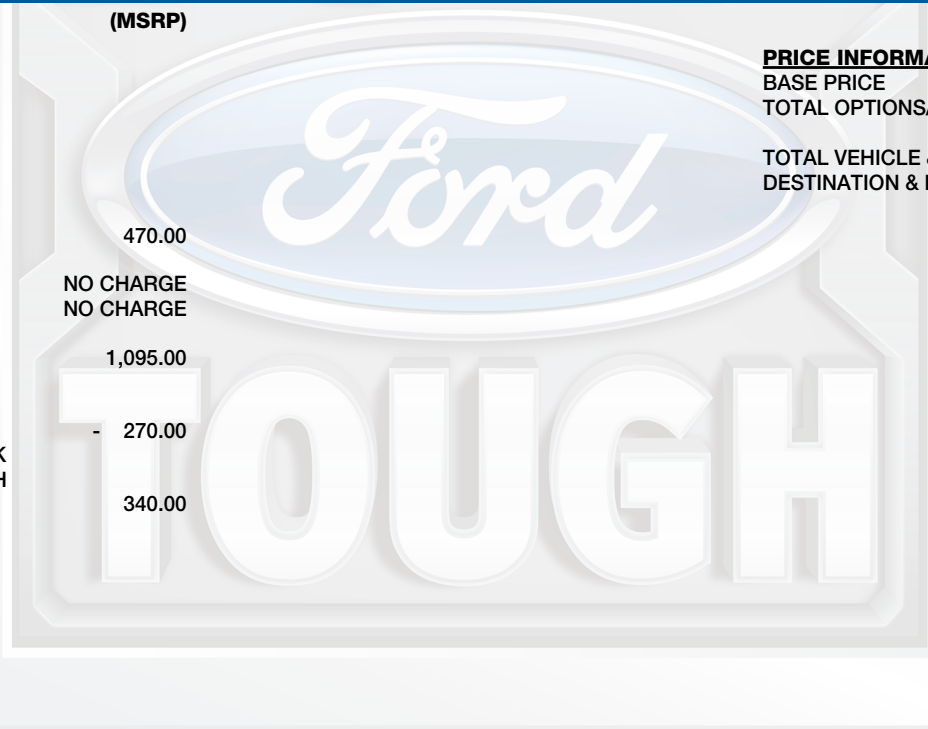 (MSRP)
470.00
NO CHARGE
NO CHARGE
1,095.00
- 270.00
K
H
340.00
PRICE INFORMA
BASE PRICE
TOTAL OPTIONS/
TOTAL VEHICLE &
DESTINATION &
Ford
TOUGH